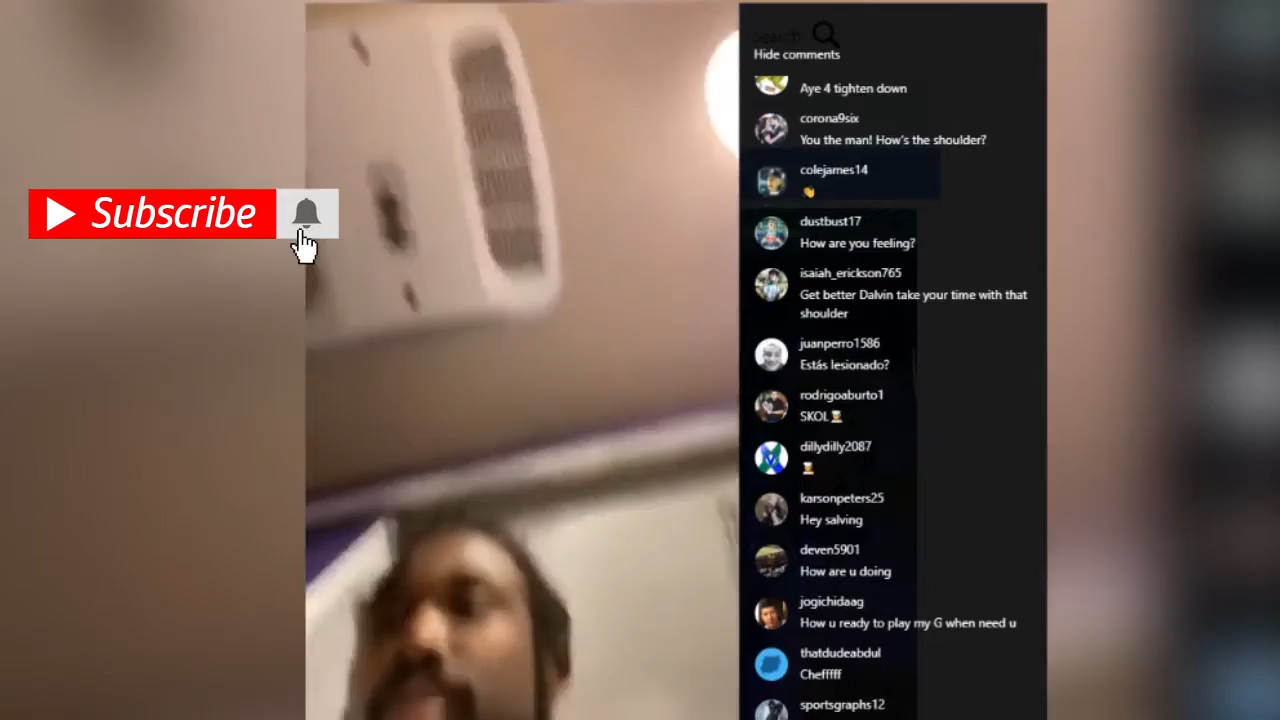 Search
Hide comments
Aye 4 tighten down
corona9six
You the man! How's the shoulder?
colejames14
dustbust17
How are you feeling?
isaiah_erickson765
Get better Dalvin take your time with that
shoulder
juanperro1586
Estás lesionado?
rodrigoaburto1
SKOL
dillydilly2087
karsonpeters25
Hey salving
deven5901
How are u doing
jogichidaag
How u ready to play my G when need u
thatdudeabdul
Chefffff
sportsgraphs12
Subscribe